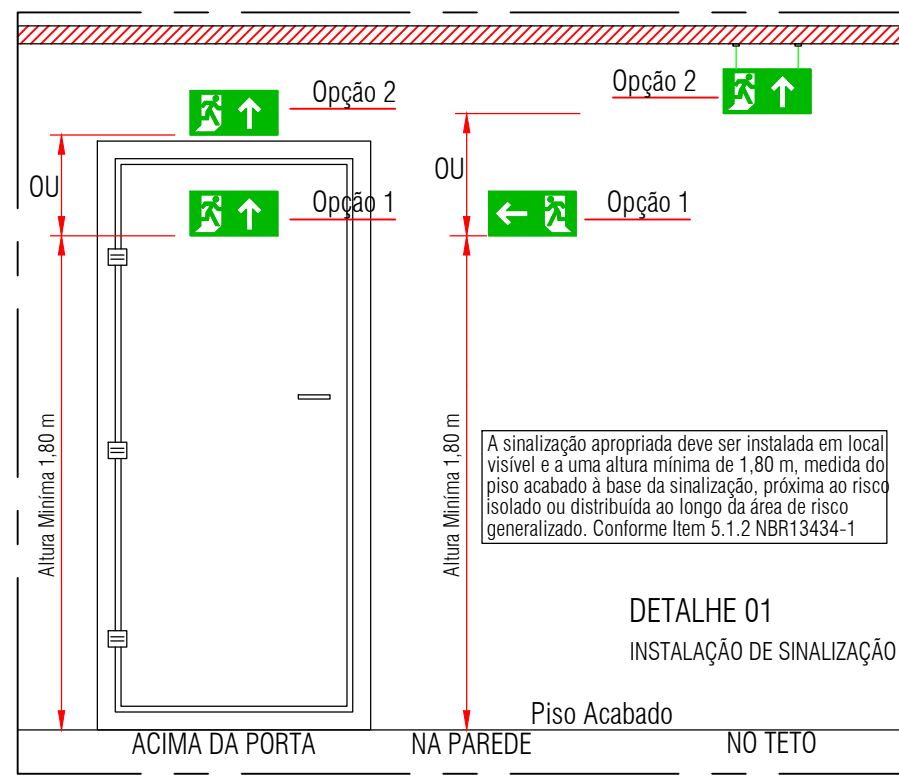 Opção 2
Opção 2
OU
OU
Opção 1
Opção 1
Altura Miníma 1,80 m
Altura Miníma 1,80 m
A sinalização apropriada deve ser instalada em local
visível e a uma altura mínima de 1,80 m, medida do
piso acabado à base da sinalização, próxima ao risco
isolado ou distribuída ao longo da área de risco
generalizado. Conforme Item 5.1.2 NBR13434-1
DETALHE 01
INSTALAÇÃO DE SINALIZAÇÃO
Piso Acabado
ACIMA DA PORTA
NA PAREDE
NO TETO